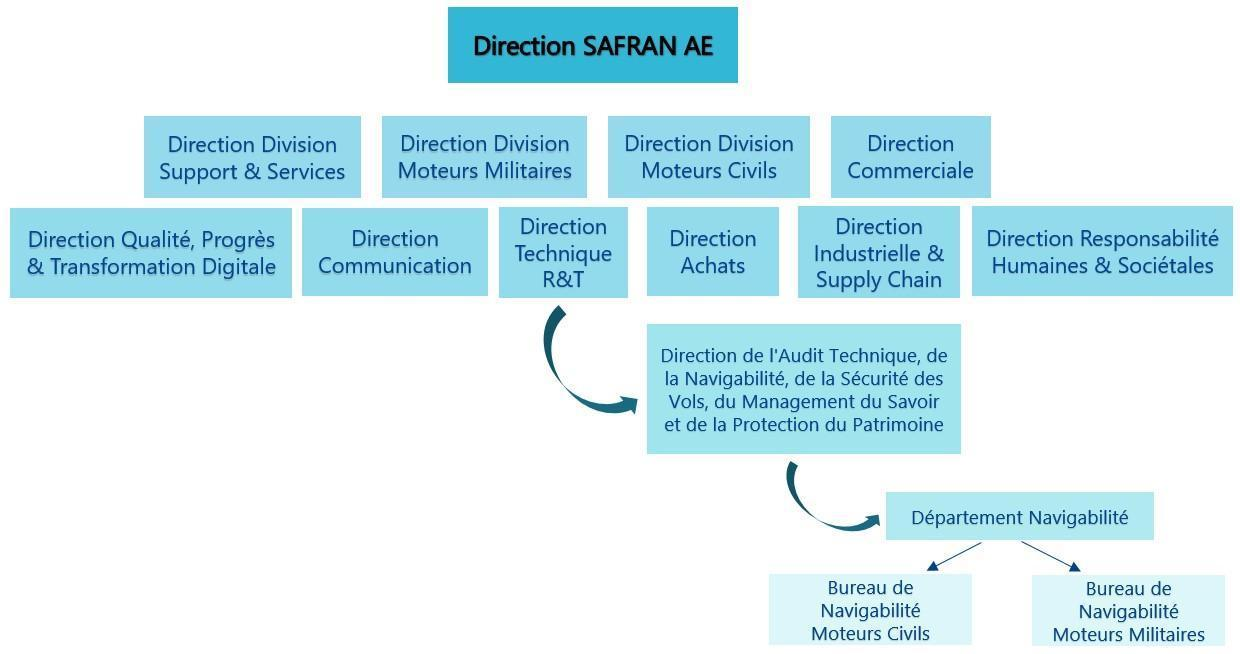 Direction SAFRAN AE
Direction Division
Support & Services
Direction Division
Moteurs Militaires
Direction Division
Moteurs Civils
Direction
Commerciale
Direction Qualité, Progrès
& Transformation Digitale
Direction
Communication
Direction
Technique
R&T
Direction
Achats
Direction
Industrielle &
Supply Chain
Direction Responsabilité
Humaines & Sociétales
Direction de l'Audit Technique, de
la Navigabilité, de la Sécurité des
Vols, du Management du Savoir
et de la Protection du Patrimoine
Département Navigabilité
Bureau de
Navigabilité
Moteurs Civils
Bureau de
Navigabilité
Moteurs Militaires